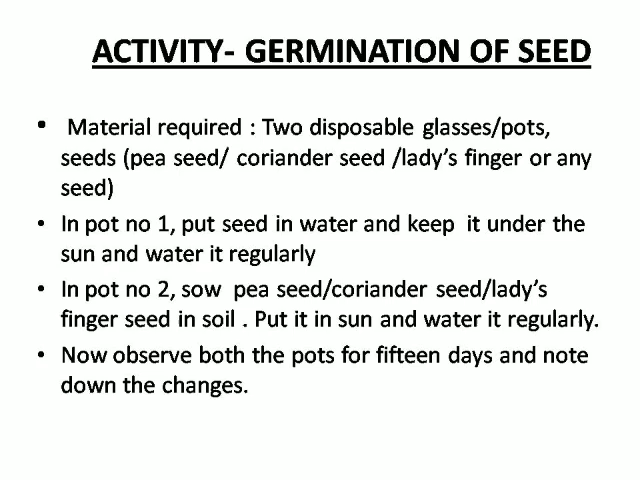 ACTIVITY- GERMINATION OF SEED
• Material required : Two disposable glasses/pots,
seeds (pea seed/ coriander seed /lady's finger or any
seed)
• In pot no 1, put seed in water and keep it under the
sun and water it regularly
• In pot no 2, sow pea seed/coriander seed/lady's
finger seed in soil . Put it in sun and water it regularly.
• Now observe both the pots for fifteen days and note
down the changes.